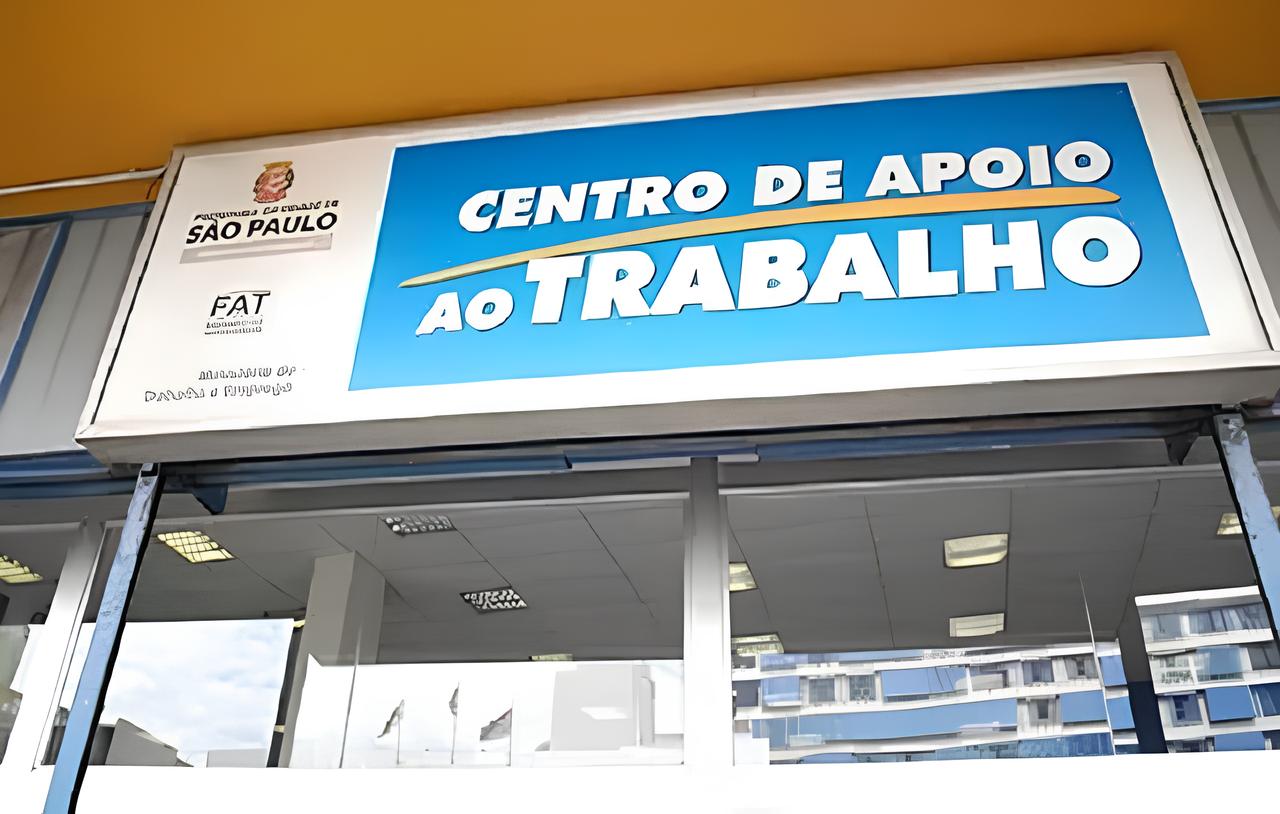 SÃO PAULO
FAT
CENTRO DE APOIO
AO TRABALHO